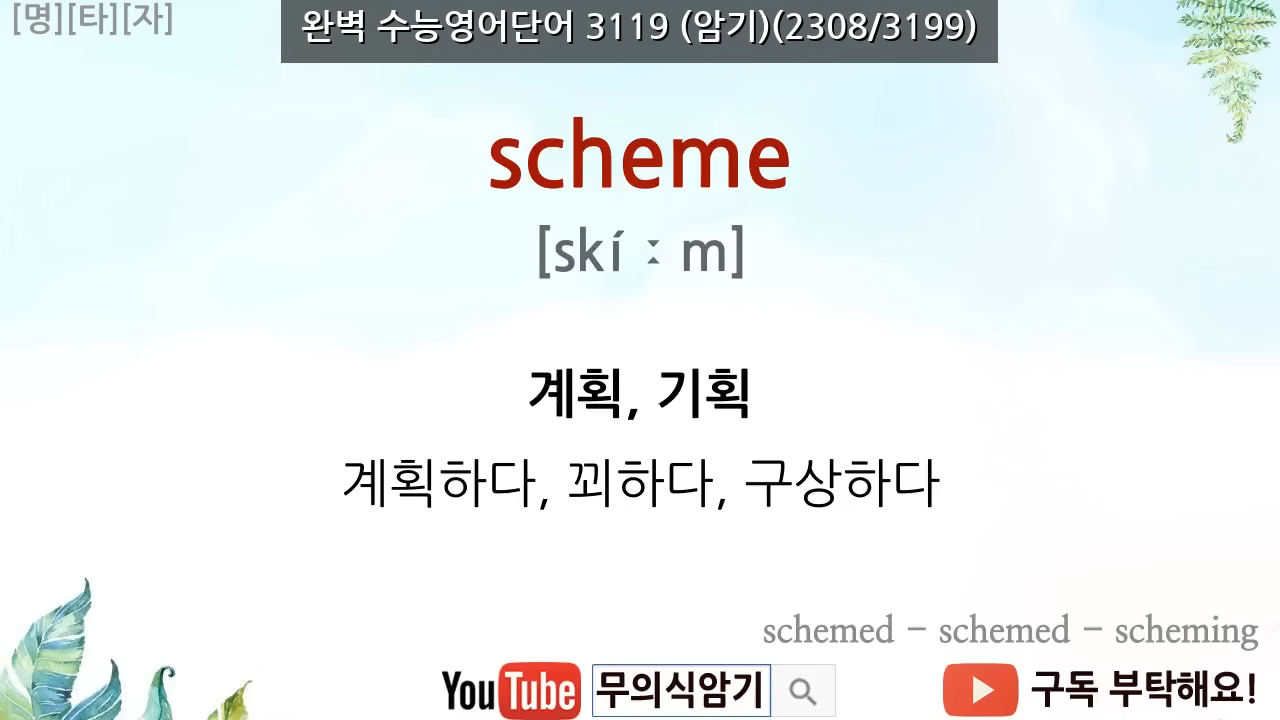 [명][타][자]
완벽 수능영어단어 3119 (암기)(2308/3199)
scheme
[skí ː m]
계획, 기획
계획하다, 꾀하다, 구상하다
schemed - schemed - scheming
YouTube 무의식암기
구독 부탁해요!